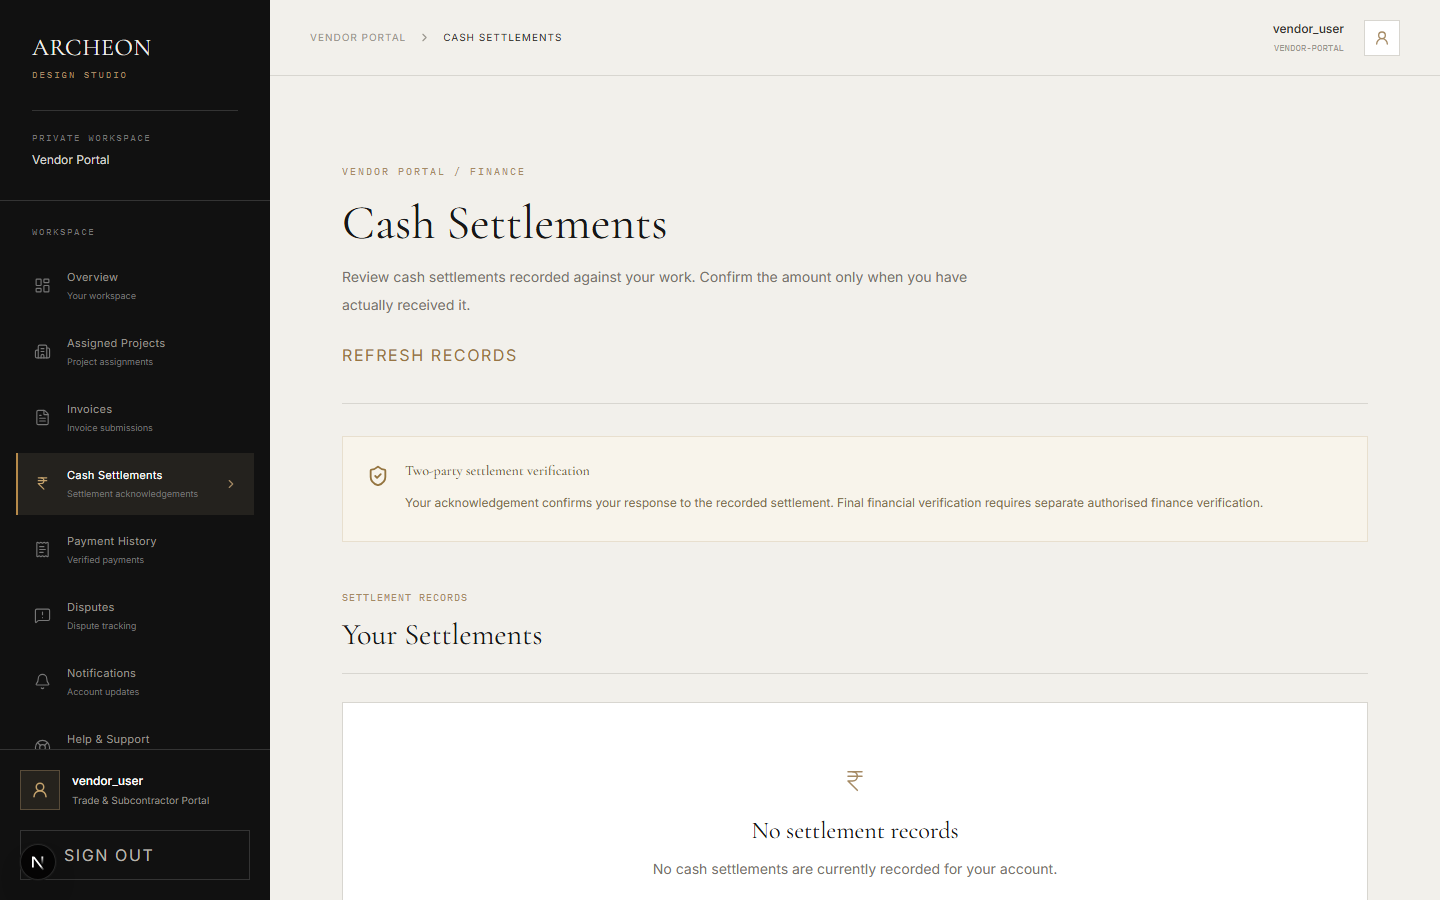 ARCHEON
DESIGN STUDIO
PRIVATE WORKSPACE
Vendor Portal
WORKSPACE
Overview
Your workspace
Assigned Projects
Project assignments
Invoices
Invoice submissions
₹
Cash Settlements
Settlement acknowledgements
Payment History
Verified payments
Disputes
Dispute tracking
Notifications
Account updates
Help & Support
vendor_user
Trade & Subcontractor Portal
N
SIGN OUT
VENDOR PORTAL > CASH SETTLEMENTS
vendor_user
VENDOR-PORTAL
VENDOR PORTAL / FINANCE
Cash Settlements
Review cash settlements recorded against your work. Confirm the amount only when you have
actually received it.
REFRESH RECORDS
Two-party settlement verification
Your acknowledgement confirms your response to the recorded settlement. Final financial verification requires separate authorised finance verification.
SETTLEMENT RECORDS
Your Settlements
₹
No settlement records
No cash settlements are currently recorded for your account.